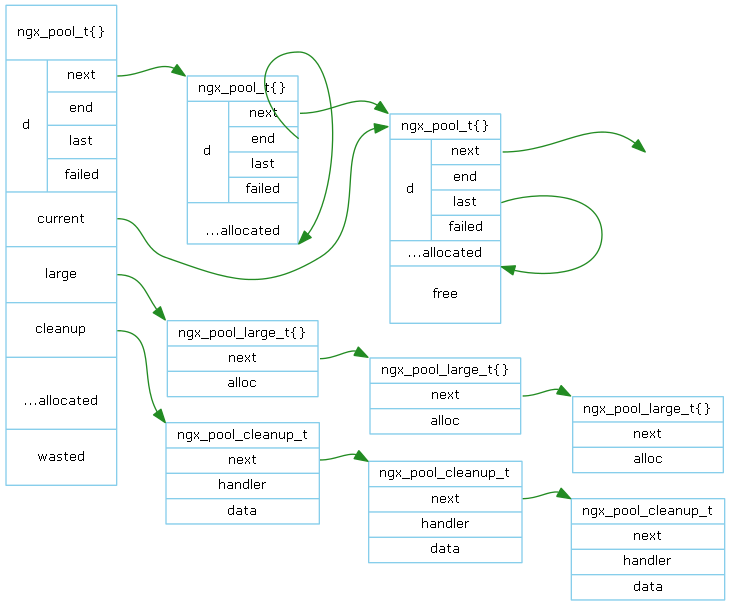 ngx_pool_t{}
d
next
end
last
failed
current
large
cleanup
...allocated
wasted
ngx_pool_t{}
d
next
end
last
failed
...allocated
ngx_pool_t{}
d
next
end
last
failed
...allocated
free
ngx_pool_large_t{}
next
alloc
ngx_pool_large_t{}
next
alloc
ngx_pool_large_t{}
next
alloc
ngx_pool_cleanup_t
next
handler
data
ngx_pool_cleanup_t
next
handler
data
ngx_pool_cleanup_t
next
handler
data